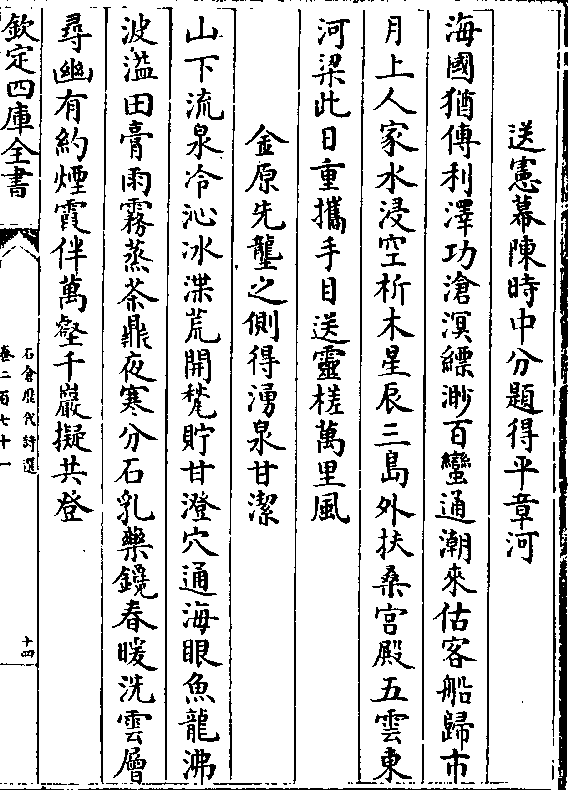 送憲幕陳時中分題得平章河
海國猶傳利澤功滄溟縹渺百蠻通潮來估客船歸市
月上人家水浸空析木星辰三島外扶桑宮殿五雲東
河梁此日重攜手目送靈槎萬里風
金原先壟之側得湧泉甘潔
山下流泉冷沁冰渫荒開甃貯甘澄穴通海眼魚龍沸
波溢田膏雨霧蒸茶鼎夜寒分石乳藥鑱春暖洗雲層
尋幽有約煙霞伴萬壑千巖擬共登
欽定四庫全書
石倉歷代詩選
卷二百七十一
十四